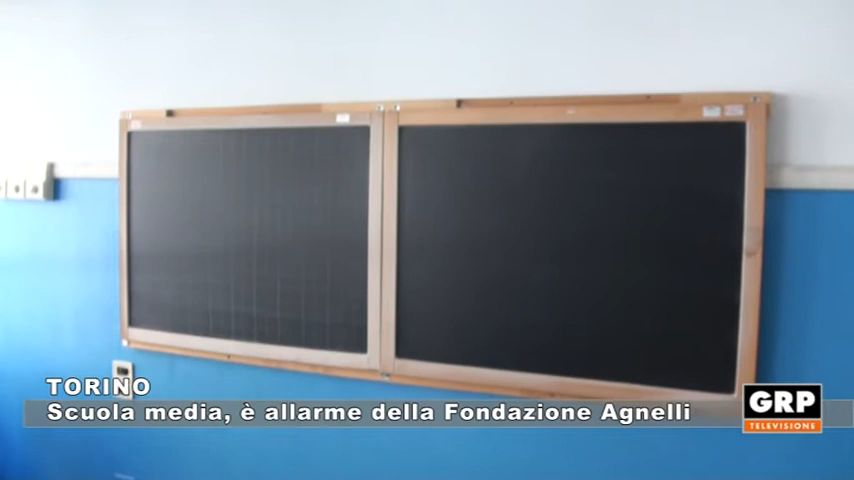 TORINO
Scuola media, è allarme della Fondazione Agnelli
GRP
TELEVISIONE